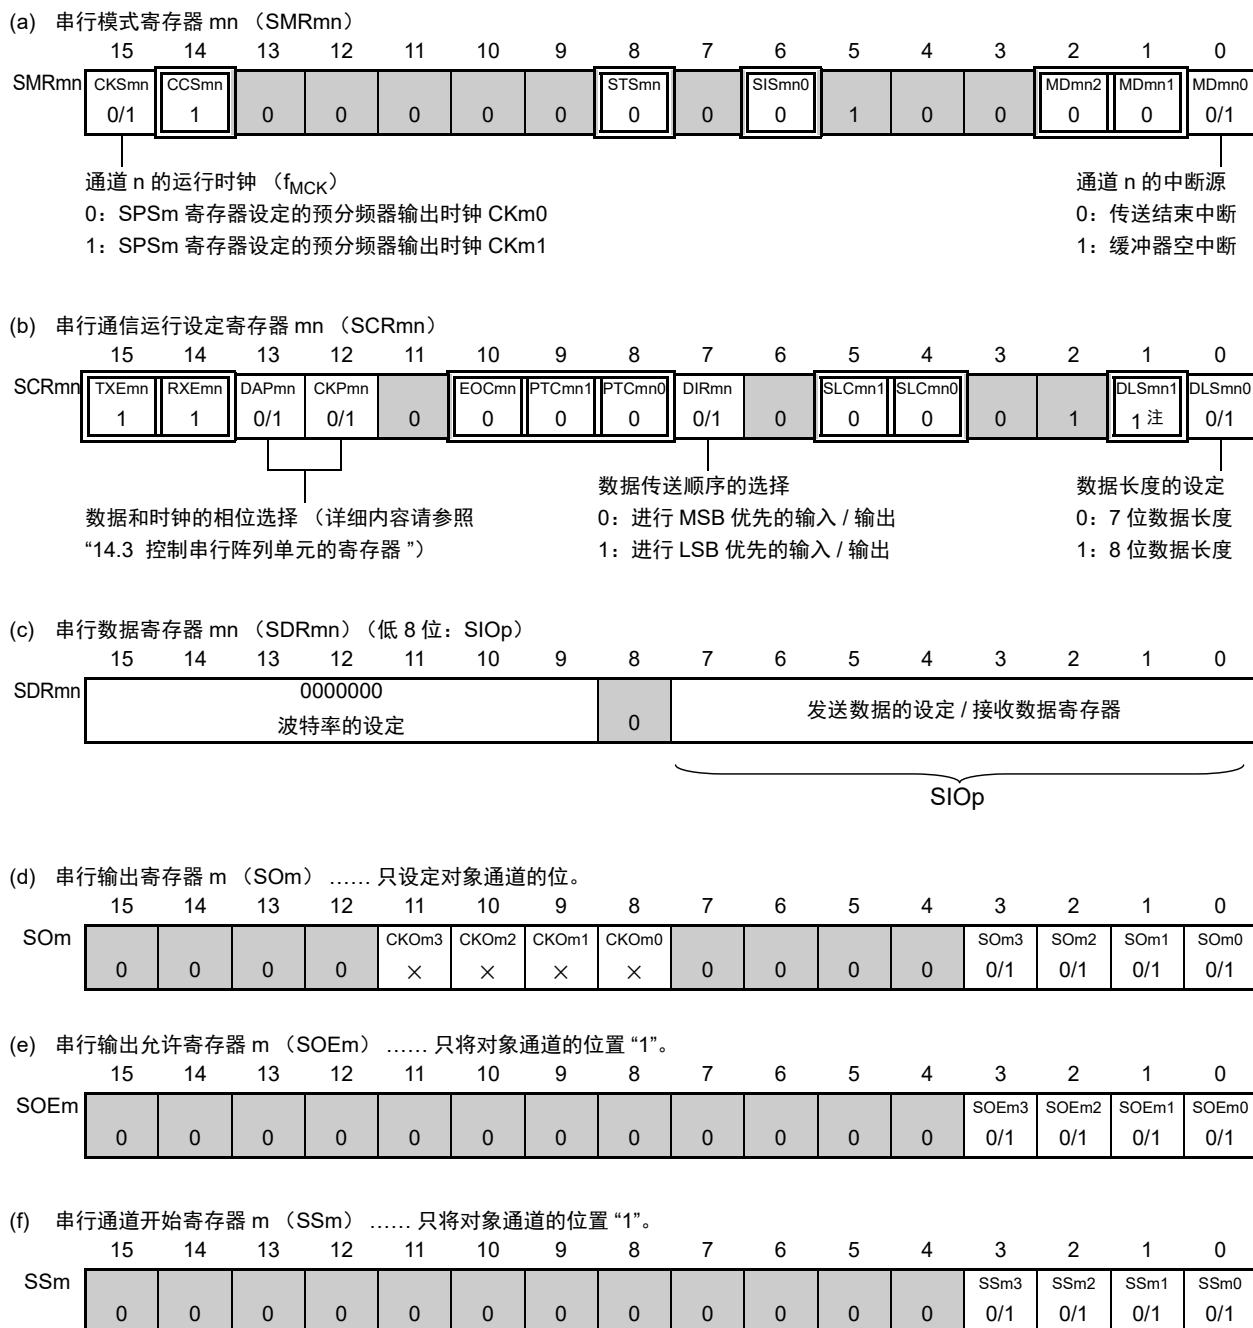 (a) 串行模式寄存器 mn （SMRmn）
15 14 13 12 11 10 9 8 7 6 5 4 3 2 1 0
SMRmn CKSmn CCSmn STSmn SISmn0 MDmn2 MDmn1 MDmn0
0/1 1 0 0 0 0 0 0 0 0 1 0 0 0 0 0/1
通道 n 的运行时钟 （fMCK） 通道 n 的中断源
0：SPSm 寄存器设定的预分频器输出时钟 CKm0 0：传送结束中断
1：SPSm 寄存器设定的预分频器输出时钟 CKm1 1：缓冲器空中断
(b) 串行通信运行设定寄存器 mn （SCRmn）
15 14 13 12 11 10 9 8 7 6 5 4 3 2 1 0
SCRmn TXEmn RXEmn DAPmn CKPmn EOCmn PTCmn1 PTCmn0 DIRmn SLCmn1 SLCmn0 DLSmn1 DLSmn0
1 1 0/1 0/1 0 0 0 0 0/1 0 0 0 0 1 1 注 0/1
数据传送顺序的选择 数据长度的设定
数据和时钟的相位选择 （详细内容请参照 0：进行 MSB 优先的输入 / 输出 0：7 位数据长度
“14.3 控制串行阵列单元的寄存器 ”） 1：进行 LSB 优先的输入 / 输出 1：8 位数据长度
(c) 串行数据寄存器 mn （SDRmn）（低 8 位：SIOp）
15 14 13 12 11 10 9 8 7 6 5 4 3 2 1 0
SDRmn 0000000
波特率的设定 0 发送数据的设定 / 接收数据寄存器
SIOp
(d) 串行输出寄存器 m （SOm） …… 只设定对象通道的位。
15 14 13 12 11 10 9 8 7 6 5 4 3 2 1 0
SOm CKOm3 CKOm2 CKOm1 CKOm0 SOm3 SOm2 SOm1 SOm0
0 0 0 0 × × × × 0 0 0 0 0/1 0/1 0/1 0/1
(e) 串行输出允许寄存器 m （SOEm） …… 只将对象通道的位置 “1”。
15 14 13 12 11 10 9 8 7 6 5 4 3 2 1 0
SOEm SOEm3 SOEm2 SOEm1 SOEm0
0 0 0 0 0 0 0 0 0 0 0 0 0/1 0/1 0/1 0/1
(f) 串行通道开始寄存器 m （SSm） …… 只将对象通道的位置 “1”。
15 14 13 12 11 10 9 8 7 6 5 4 3 2 1 0
SSm SSm3 SSm2 SSm1 SSm0
0 0 0 0 0 0 0 0 0 0 0 0 0/1 0/1 0/1 0/1